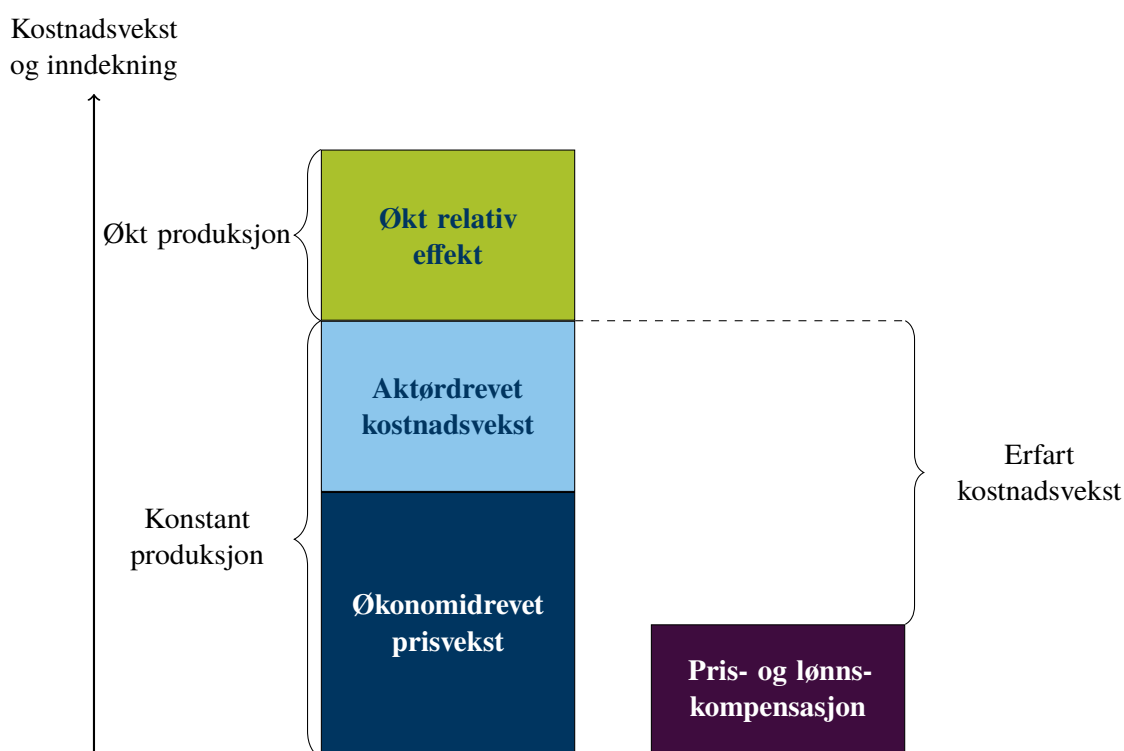 Kostnadsvekst
og inndekning
Økt relativ
effekt
Økt produksjon
Aktørdrevet
kostnadsvekst
Erfart
kostnadsvekst
Konstant
produksjon
Økonomidrevet
prisvekst
Pris- og lønns-
kompensasjon